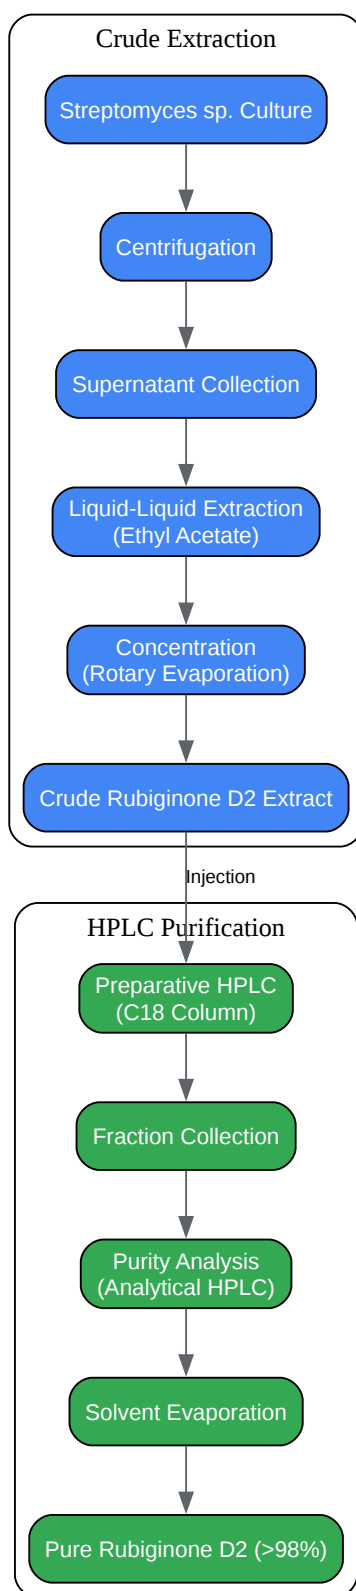 Crude Extraction
Streptomyces sp. Culture
Centrifugation
Supernatant Collection
Liquid-Liquid Extraction
(Ethyl Acetate)
Concentration
(Rotary Evaporation)
Crude Rubiginone D2 Extract
Injection
HPLC Purification
Preparative HPLC
(C18 Column)
Fraction Collection
Purity Analysis
(Analytical HPLC)
Solvent Evaporation
Pure Rubiginone D2 (>98%)